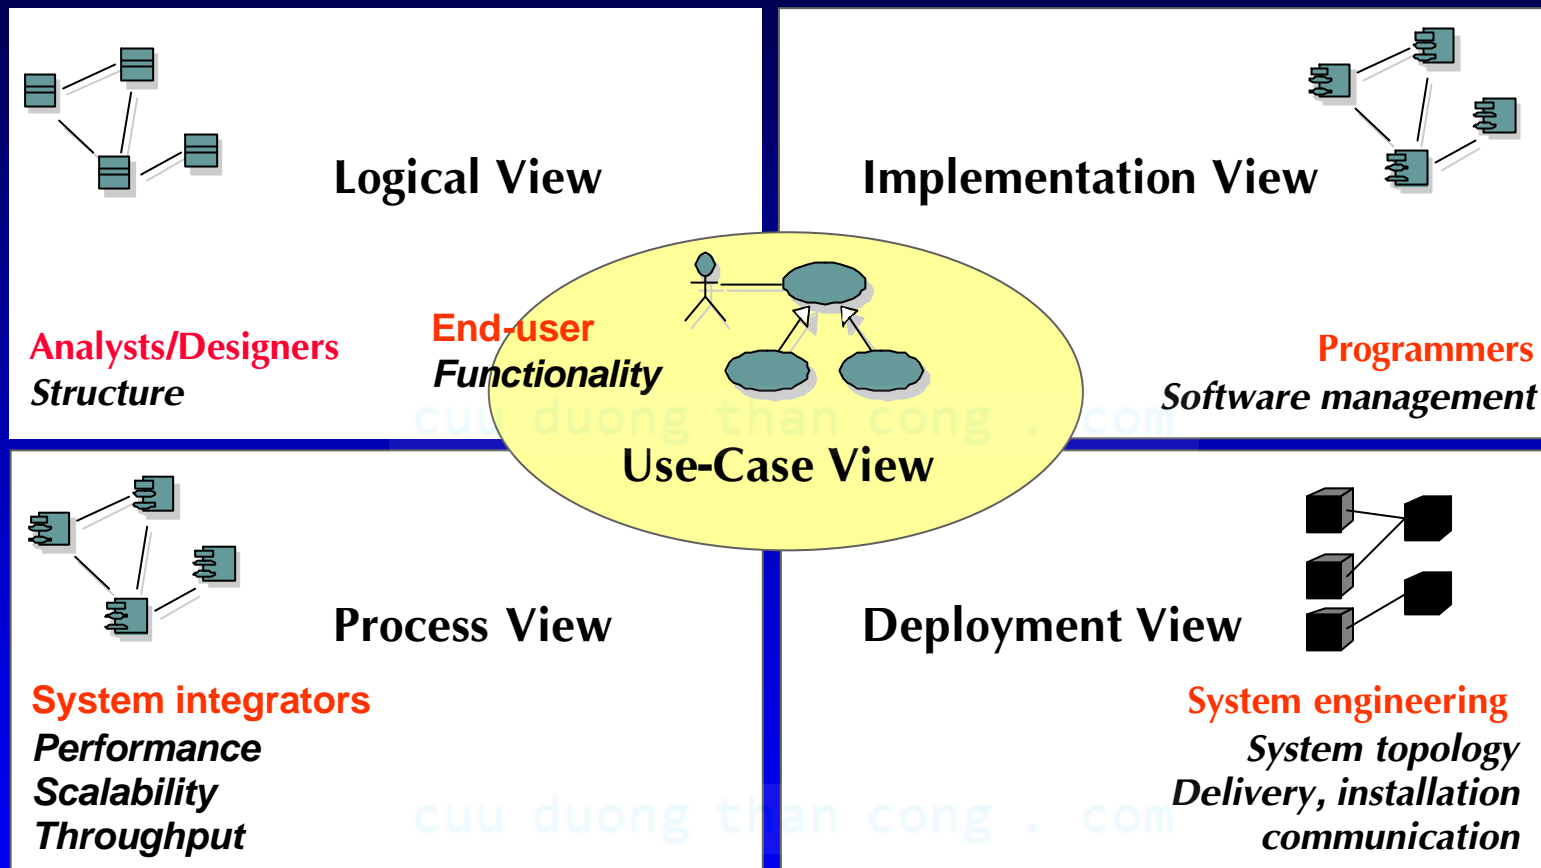 Logical View
Implementation View
Analysts/Designers
Structure
End-user
Functionality
Programmers
Software management
cuu duong than cong . com
Use-Case View
Process View
Deployment View
System integrators
Performance
Scalability
Throughput
System engineering
System topology
Delivery, installation
communication
cuu duong than cong . com